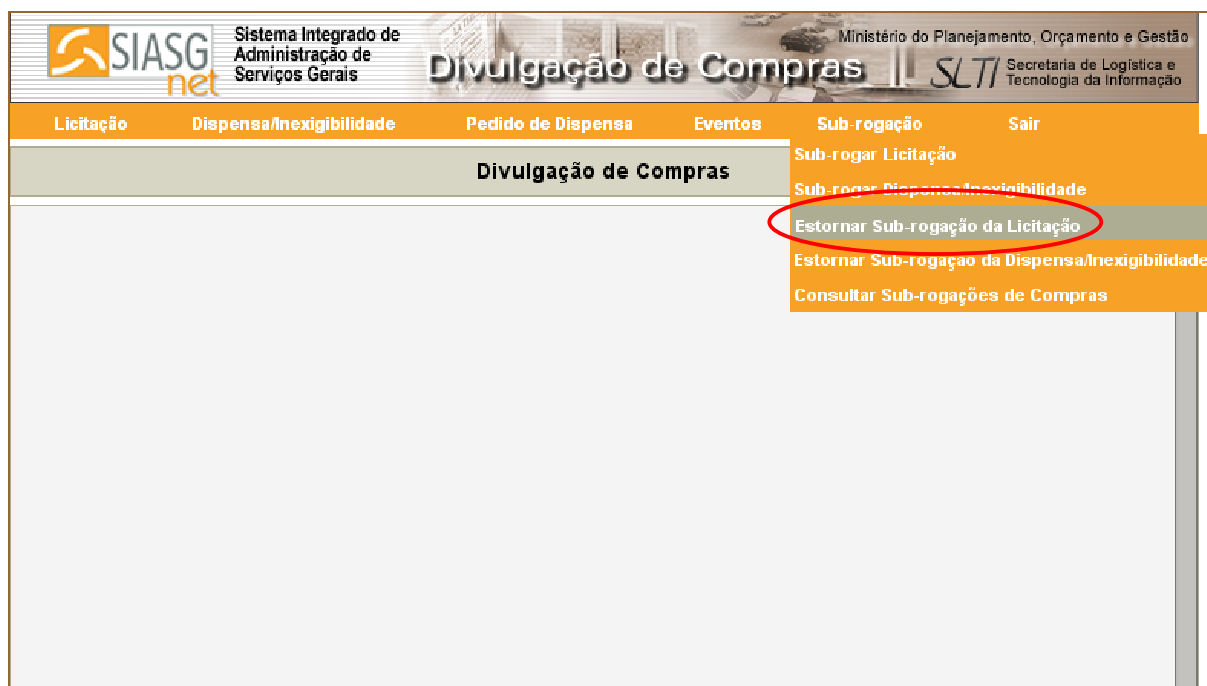 SIASG
net
Sistema Integrado de
Administração de
Serviços Gerais
Divulgação de Compras
Ministério do Planejamento, Orçamento e Gestão
SLTI
Secretaria de Logística e
Tecnologia da Informação
Licitação Dispensa/Inexigibilidade Pedido de Dispensa Eventos Sub-rogação Sair
Divulgação de Compras
Sub-rogar Licitação
Sub-rogar Dispensa/Inexigibilidade
Estornar Sub-rogação da Licitação
Estornar Sub-rogação da Dispensa/Inexigibilidade
Consultar Sub-rogações de Compras